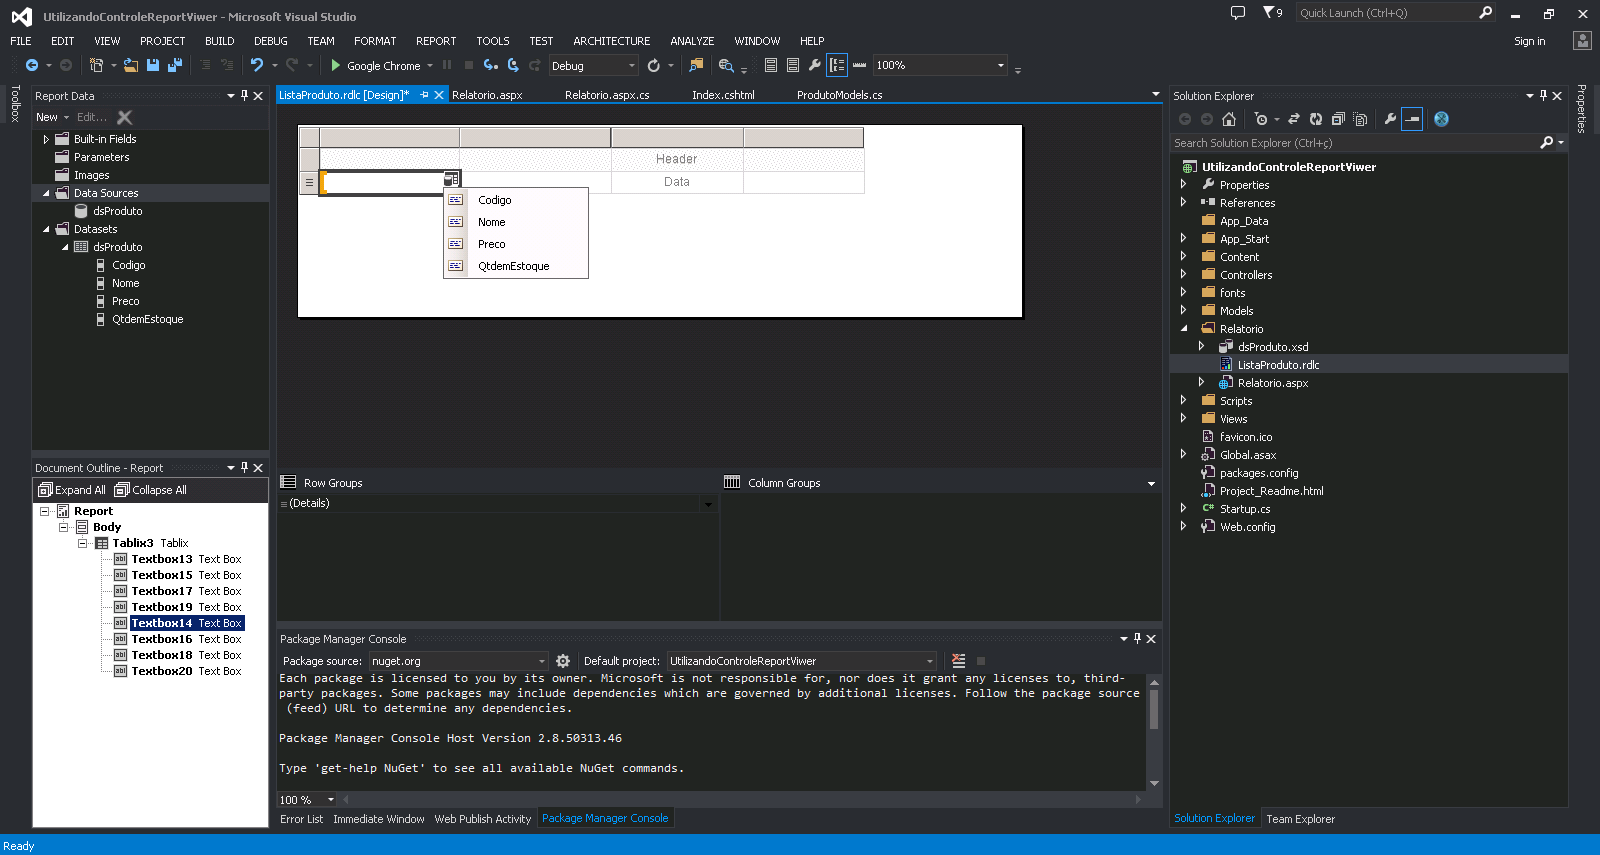 UtilizandoControleReportViwer - Microsoft Visual Studio
9
Quick Launch (Ctrl+Q)
FILE EDIT VIEW PROJECT BUILD DEBUG TEAM FORMAT REPORT TOOLS TEST ARCHITECTURE ANALYZE WINDOW HELP
Sign in
Google Chrome
Debug
100%
Toolbox
Report Data
New Edit...
Built-in Fields
Parameters
Images
Data Sources
dsProduto
Datasets
dsProduto
Codigo
Nome
Preco
QtdemEstoque
Document Outline - Report
Expand All Collapse All
Report
Body
Tablix3 Tablix
Textbox13 Text Box
Textbox15 Text Box
Textbox17 Text Box
Textbox19 Text Box
Textbox14 Text Box
Textbox16 Text Box
Textbox18 Text Box
Textbox20 Text Box
ListaProduto.rdlc [Design]* Relatorio.aspx Relatorio.aspx.cs Index.cshtml ProdutoModels.cs
Header
Data
Codigo
Nome
Preco
QtdemEstoque
Row Groups
Column Groups
(Details)
Package Manager Console
Package source: nuget.org Default project: UtilizandoControleReportViwer
Each package is licensed to you by its owner. Microsoft is not responsible for, nor does it grant any licenses to, third-
party packages. Some packages may include dependencies which are governed by additional licenses. Follow the package source
(feed) URL to determine any dependencies.
Package Manager Console Host Version 2.8.50313.46
Type 'get-help NuGet' to see all available NuGet commands.
100 %
Error List Immediate Window Web Publish Activity Package Manager Console
Solution Explorer
Search Solution Explorer (Ctrl+ç)
UtilizandoControleReportViwer
Properties
References
App_Data
App_Start
Content
Controllers
fonts
Models
Relatorio
dsProduto.xsd
ListaProduto.rdlc
Relatorio.aspx
Scripts
Views
favicon.ico
Global.asax
packages.config
Project_Readme.html
Startup.cs
Web.config
Solution Explorer Team Explorer
Properties
Ready